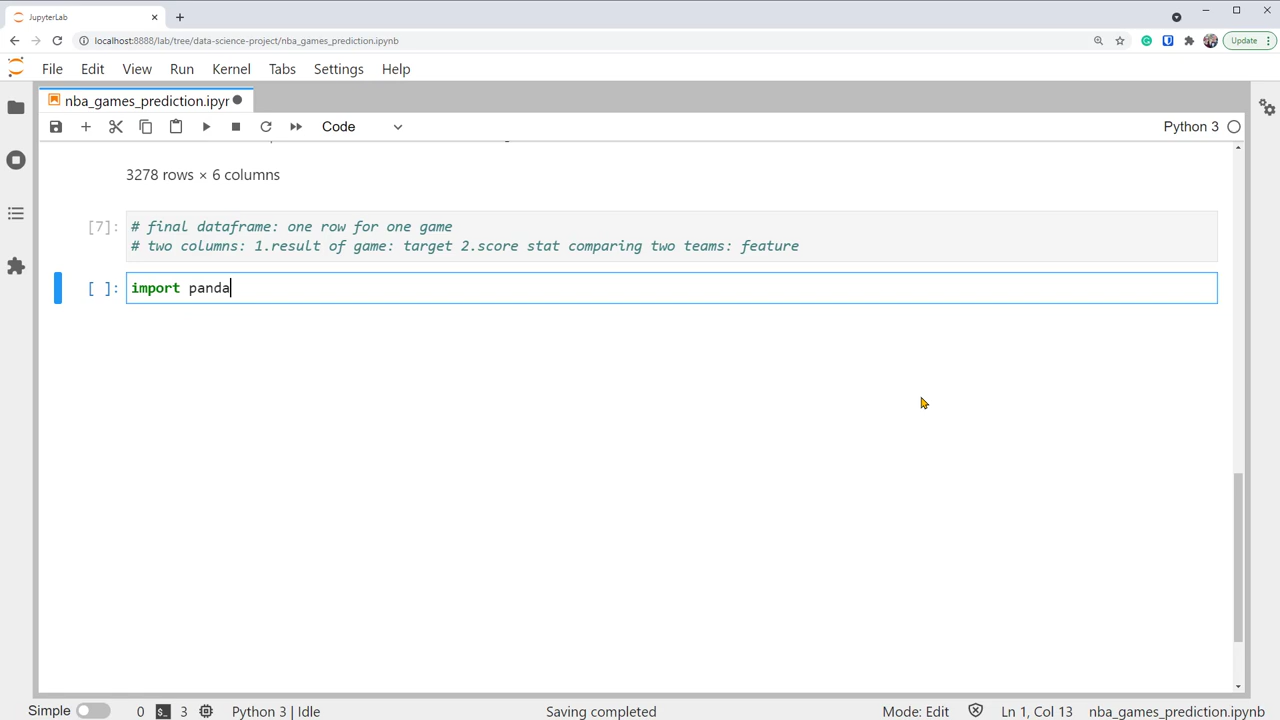 JupyterLab
localhost:8888/lab/tree/data-science-project/nba_games_prediction.ipynb
Update
File Edit View Run Kernel Tabs Settings Help
nba_games_prediction.ipyr
Code
Python 3
3278 rows × 6 columns
[7]: # final dataframe: one row for one game
# two columns: 1.result of game: target 2.score stat comparing two teams: feature
[ ]: import panda
Simple 0 $_ 3 Python 3 | Idle Saving completed Mode: Edit Ln 1, Col 13 nba_games_prediction.ipynb